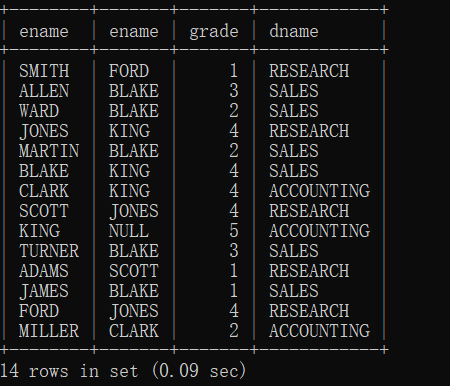 +--------+-------+-------+------------+
| ename  | ename | grade | dname      |
+--------+-------+-------+------------+
| SMITH  | FORD  |     1 | RESEARCH   |
| ALLEN  | BLAKE |     3 | SALES      |
| WARD   | BLAKE |     2 | SALES      |
| JONES  | KING  |     4 | RESEARCH   |
| MARTIN | BLAKE |     2 | SALES      |
| BLAKE  | KING  |     4 | SALES      |
| CLARK  | KING  |     4 | ACCOUNTING |
| SCOTT  | JONES |     4 | RESEARCH   |
| KING   | NULL  |     5 | ACCOUNTING |
| TURNER | BLAKE |     3 | SALES      |
| ADAMS  | SCOTT |     1 | RESEARCH   |
| JAMES  | BLAKE |     1 | SALES      |
| FORD   | JONES |     4 | RESEARCH   |
| MILLER | CLARK |     2 | ACCOUNTING |
+--------+-------+-------+------------+
14 rows in set (0.09 sec)